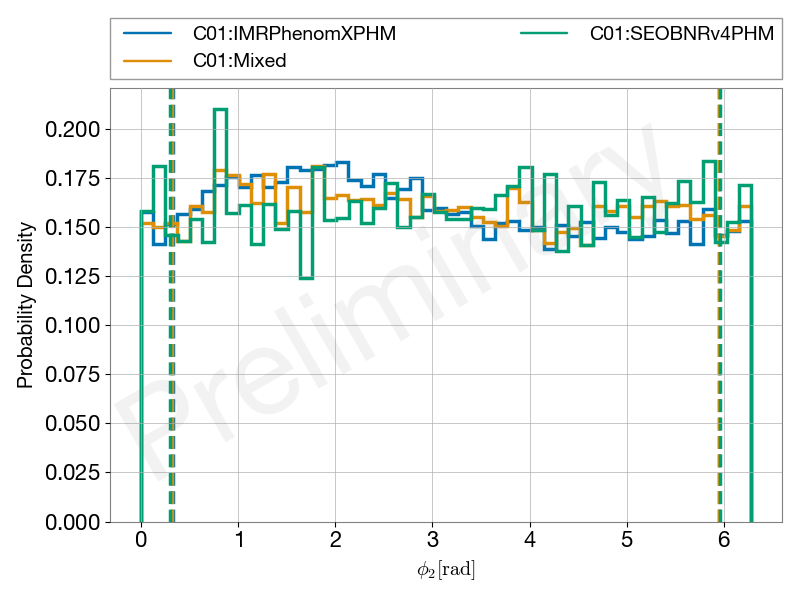 C01:IMRPhenomXPHM
C01:Mixed
C01:SEOBNRv4PHM
0.200
0.175
0.150
0.125
0.100
0.075
0.050
0.025
0.000
Probability Density
Preliminary
0 1 2 3 4 5 6
ϕ₂[rad]